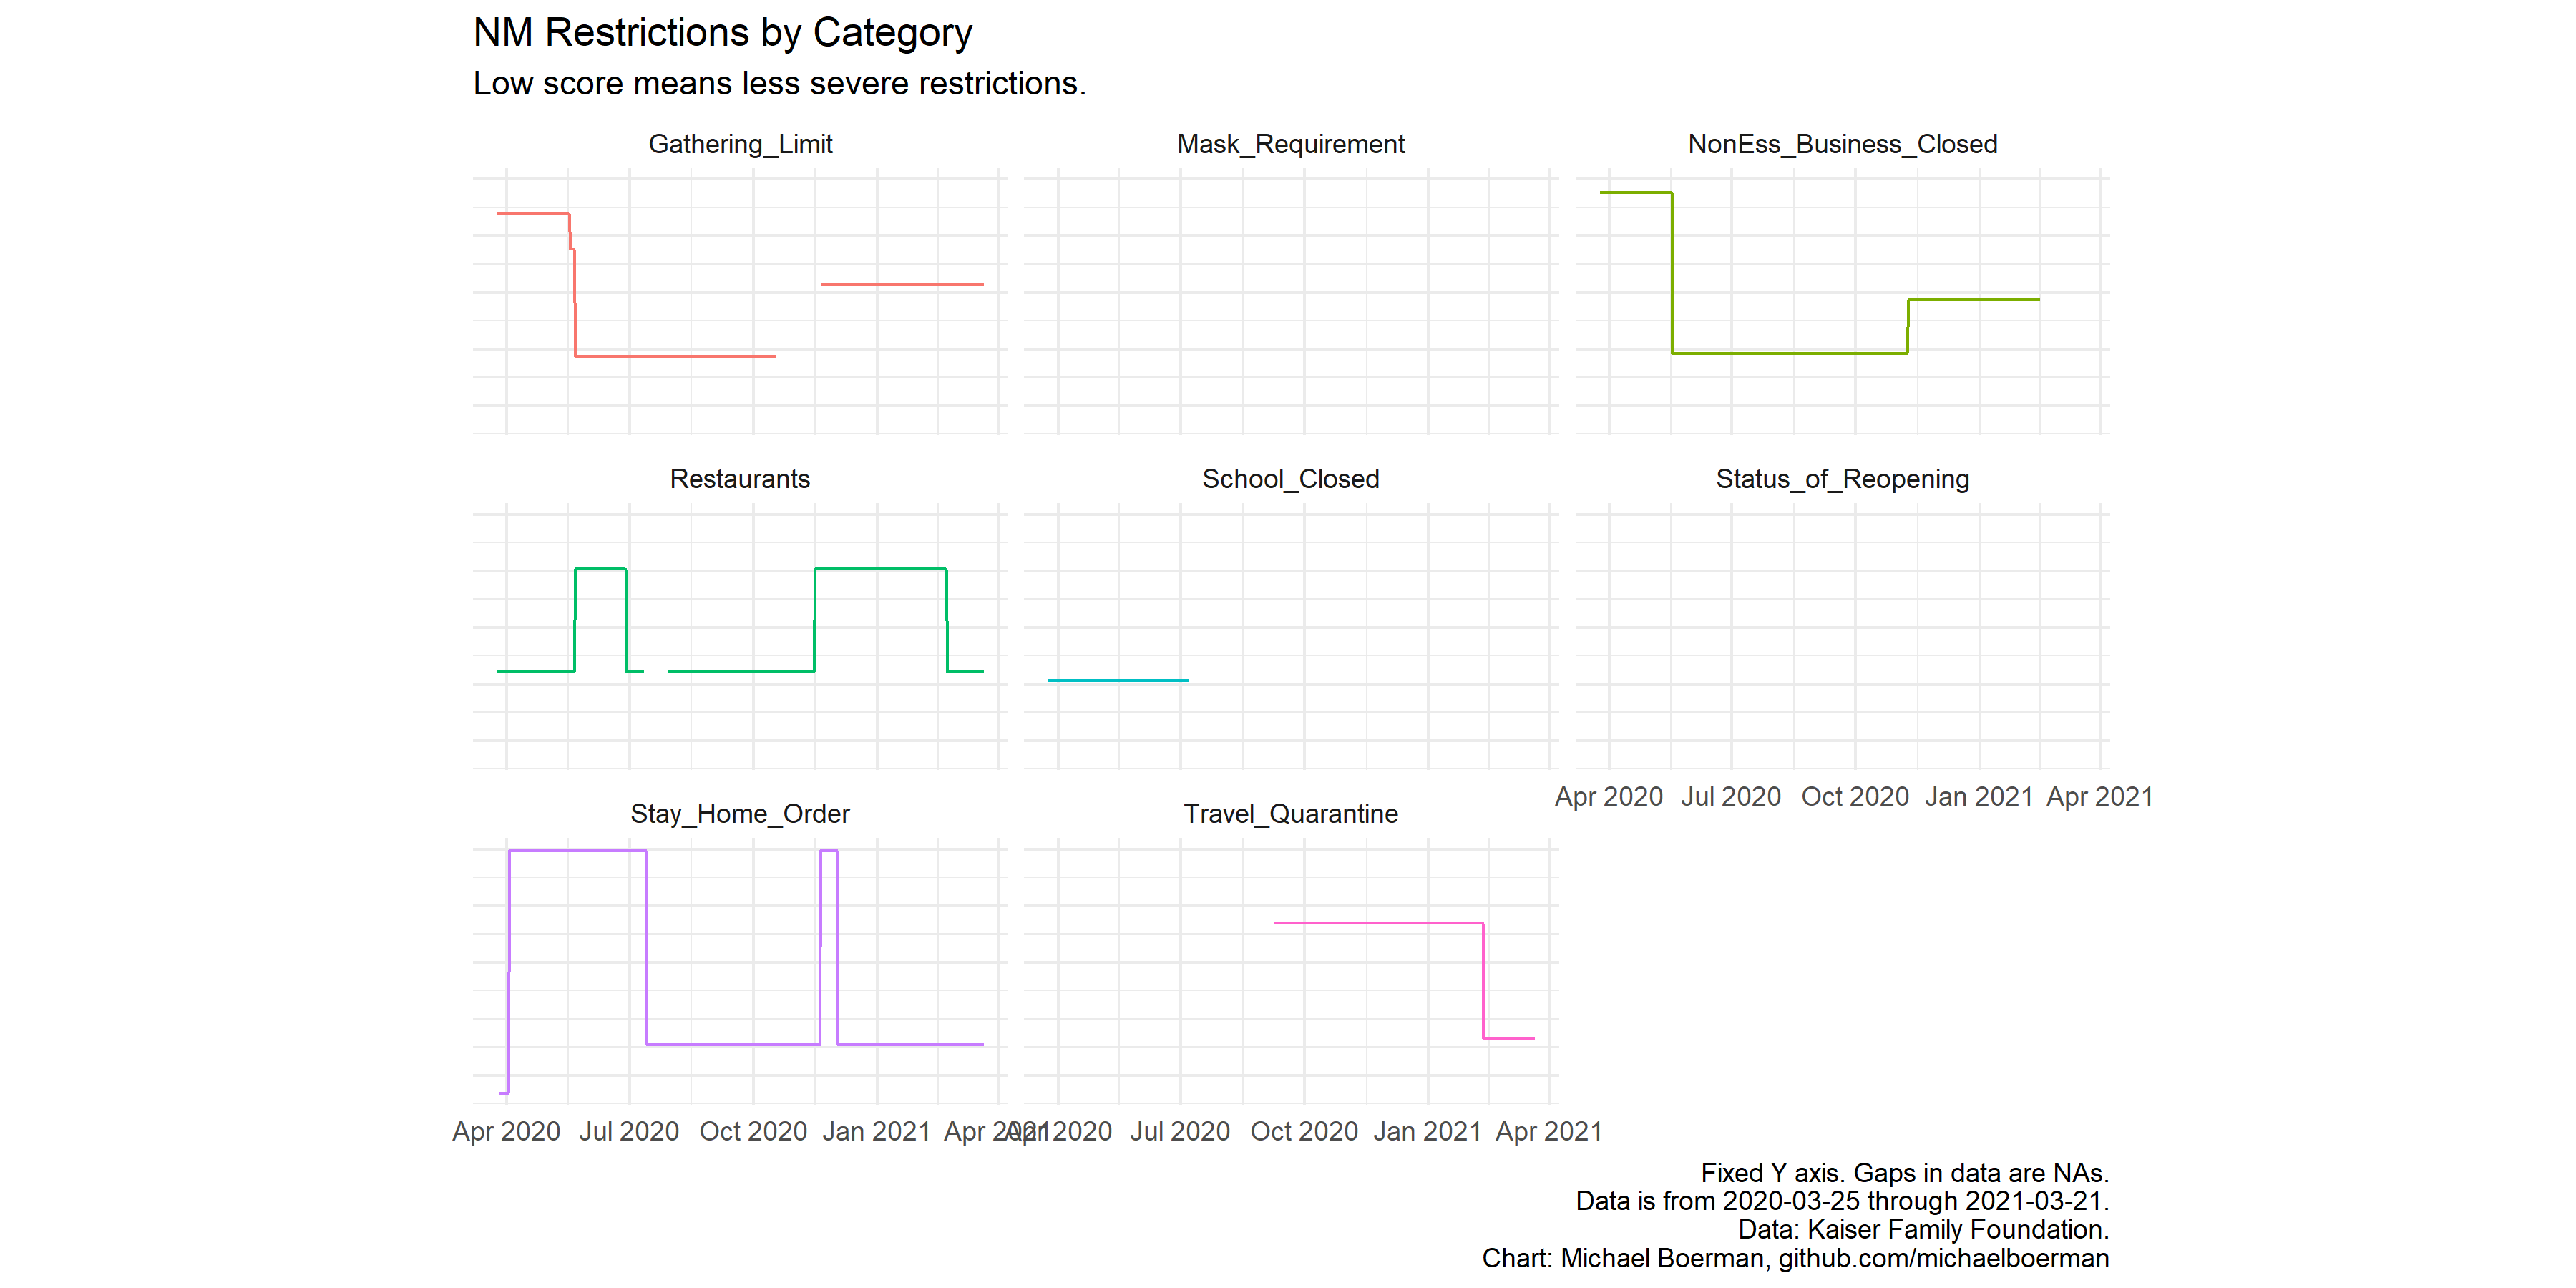 NM Restrictions by Category
Low score means less severe restrictions.
Gathering_Limit
Mask_Requirement
NonEss_Business_Closed
Restaurants
School_Closed
Status_of_Reopening
Apr 2020 Jul 2020 Oct 2020 Jan 2021 Apr 2021
Stay_Home_Order
Travel_Quarantine
Apr 2020 Jul 2020 Oct 2020 Jan 2021 Apr 2021
Apr 2020 Jul 2020 Oct 2020 Jan 2021 Apr 2021
Fixed Y axis. Gaps in data are NAs.
Data is from 2020-03-25 through 2021-03-21.
Data: Kaiser Family Foundation.
Chart: Michael Boerman, github.com/michaelboerman